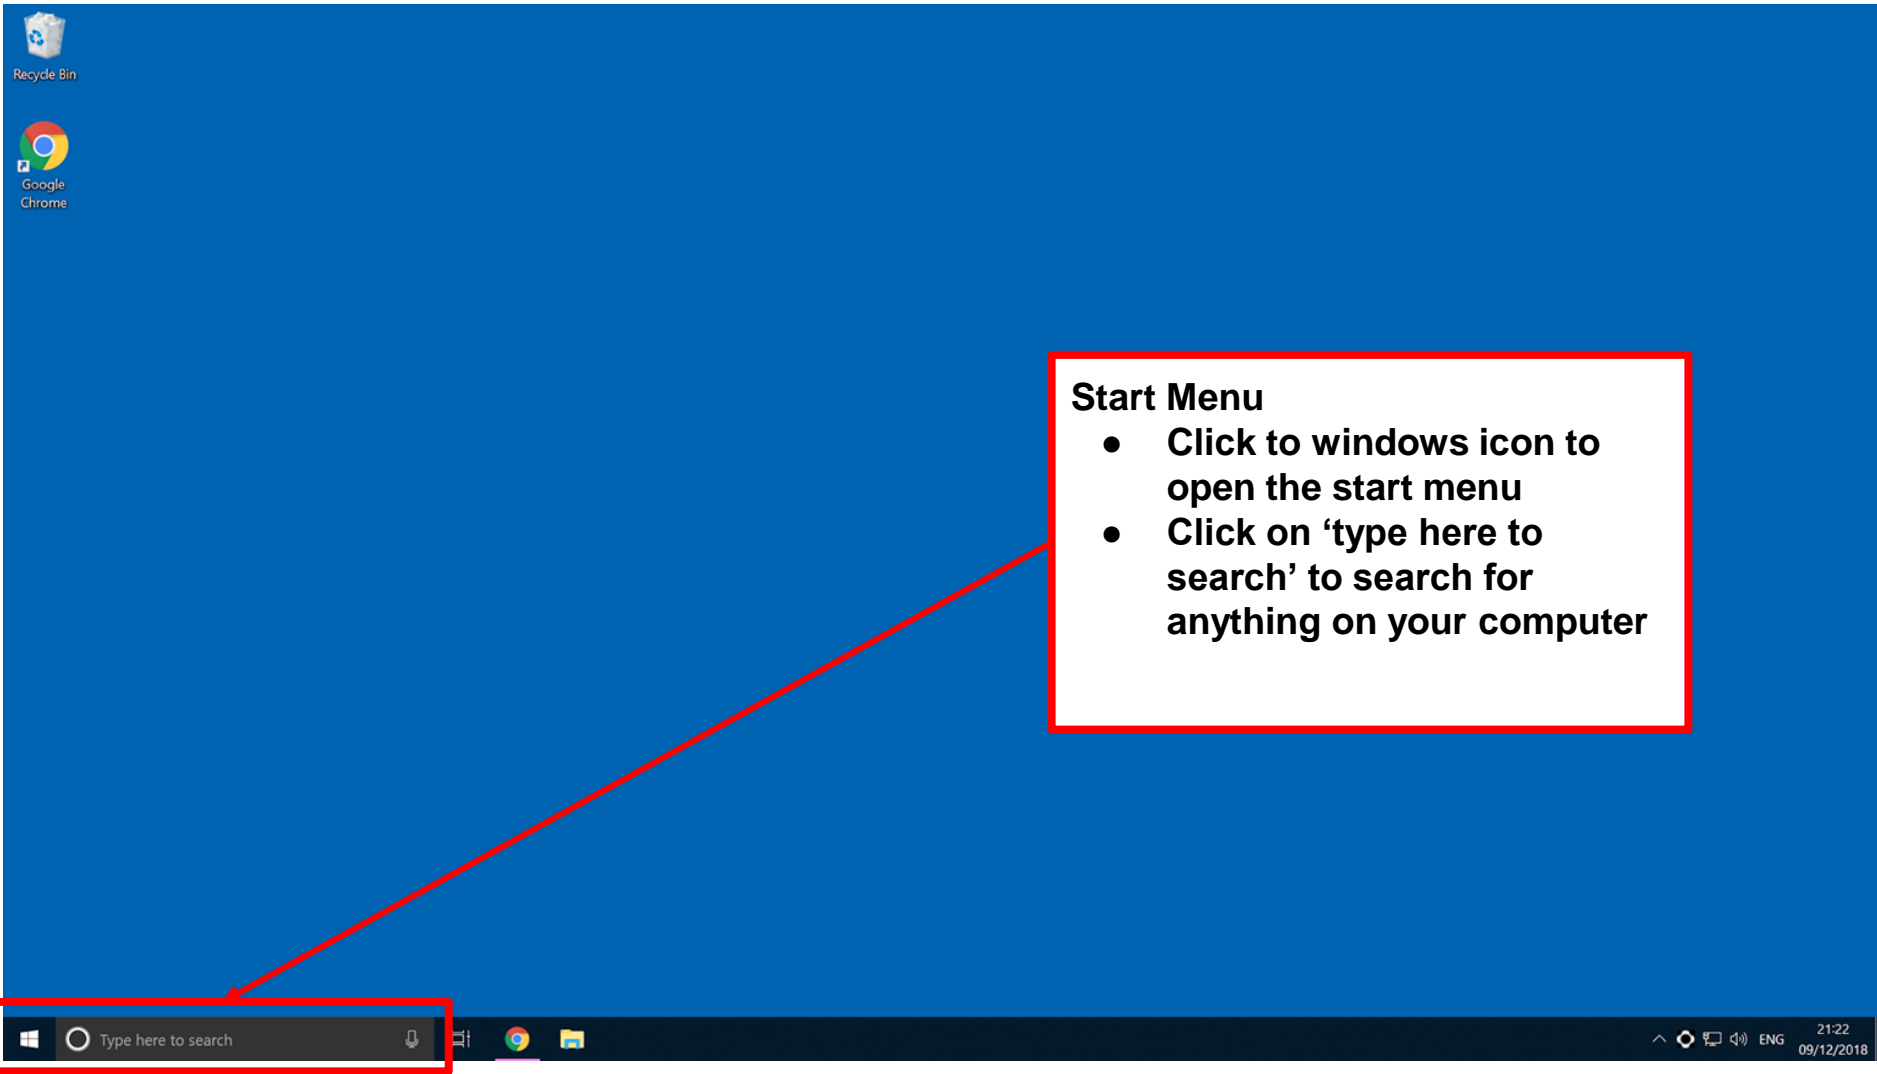 Recycle Bin
Google
Chrome
Start Menu
● Click to windows icon to
open the start menu
● Click on ‘type here to
search’ to search for
anything on your computer
Type here to search
ENG
21:22
09/12/2018